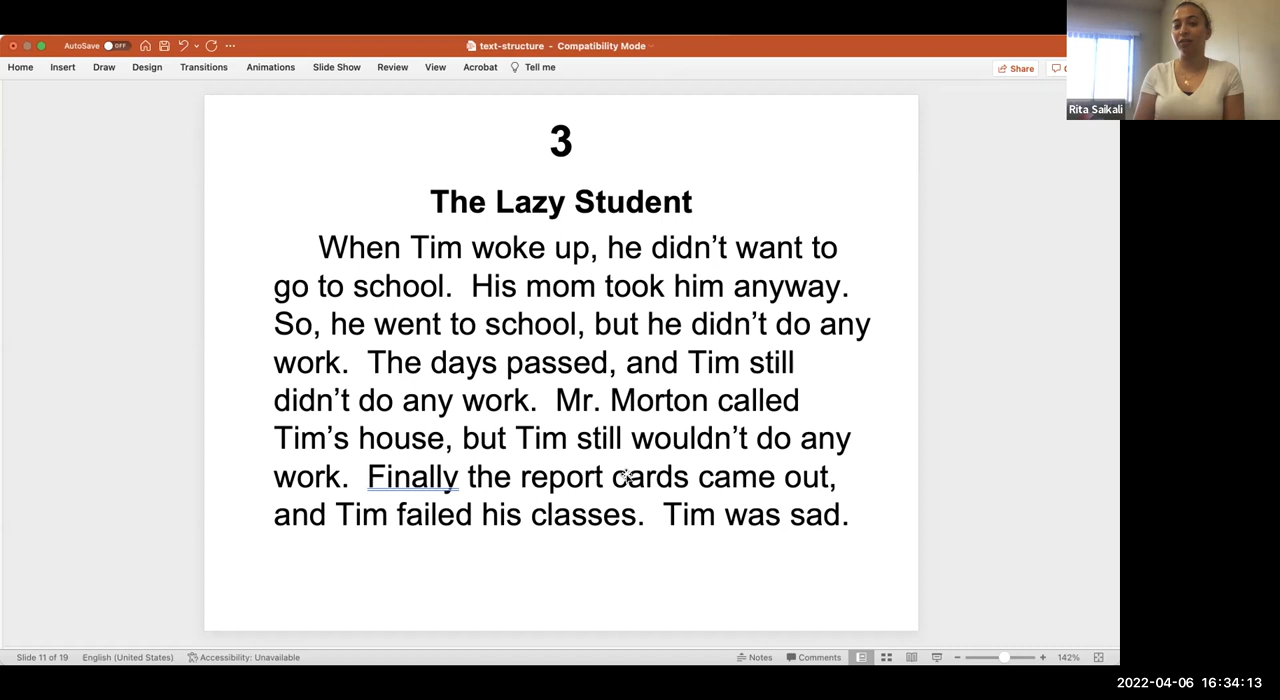 AutoSave OFF
text-structure - Compatibility Mode
Home Insert Draw Design Transitions Animations Slide Show Review View Acrobat Tell me
Share
Rita Saikali
3
The Lazy Student
When Tim woke up, he didn't want to
go to school. His mom took him anyway.
So, he went to school, but he didn't do any
work. The days passed, and Tim still
didn't do any work. Mr. Morton called
Tim's house, but Tim still wouldn't do any
work. Finally the report cards came out,
and Tim failed his classes. Tim was sad.
Slide 11 of 19 English (United States) Accessibility: Unavailable Notes Comments 142%
2022-04-06 16:34:13